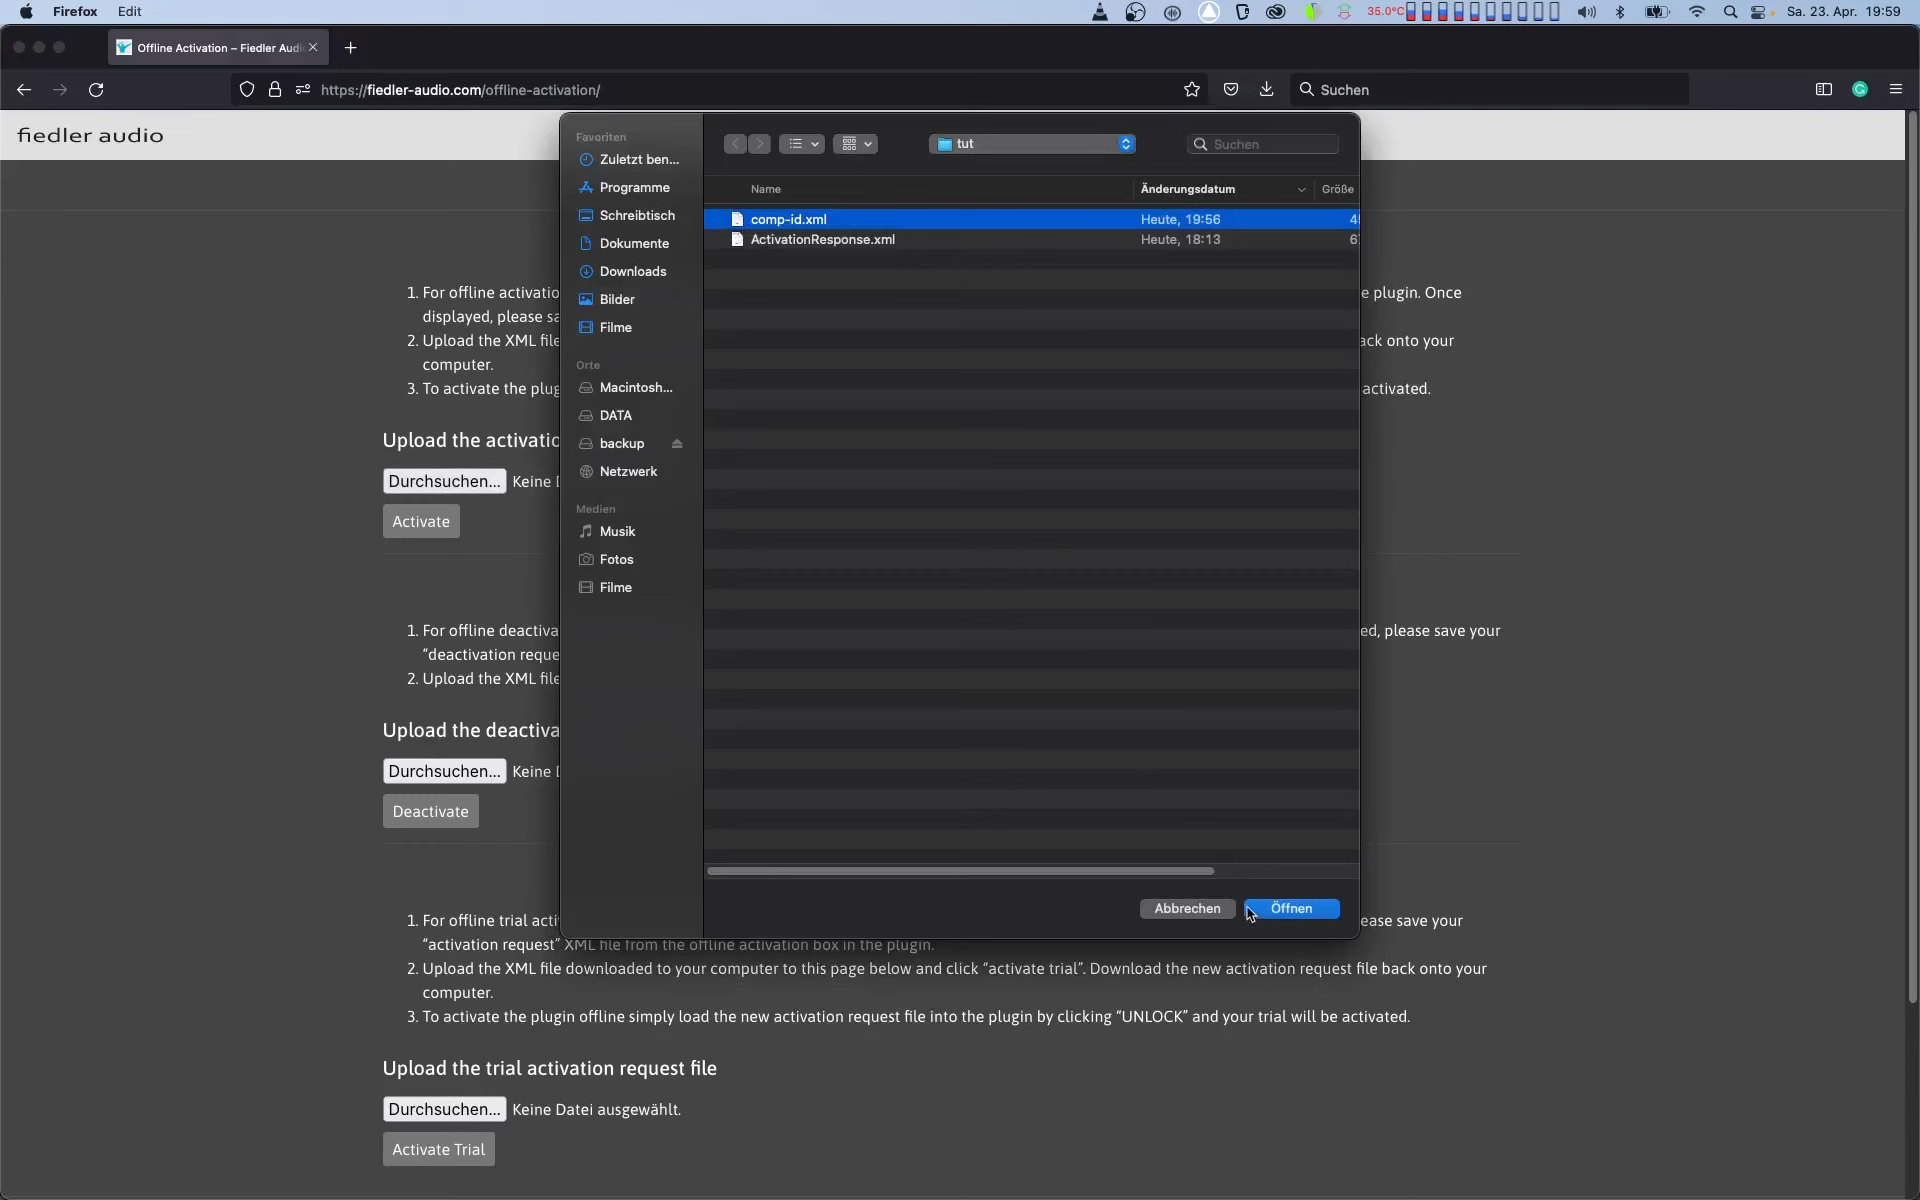 Firefox Edit
35.0°C Sa. 23. Apr. 19:59
Offline Activation – Fiedler Audi
https://fiedler-audio.com/offline-activation/
Suchen
fiedler audio
Favoriten
Zuletzt ben...
Programme
Schreibtisch
Dokumente
Downloads
Bilder
Filme
Orte
Macintosh...
DATA
backup
Netzwerk
Medien
Musik
Fotos
Filme
tut
Suchen
Name Änderungsdatum Größe
comp-id.xml Heute, 19:56 4
ActivationResponse.xml Heute, 18:13 6
Abbrechen Öffnen
1. For offline activatio e plugin. Once
displayed, please sa
2. Upload the XML file ack onto your
computer.
3. To activate the plug activated.
Upload the activatio
Durchsuchen... Keine D
Activate
1. For offline deactiva ed, please save your
“deactivation reque
2. Upload the XML file
Upload the deactiva
Durchsuchen... Keine D
Deactivate
1. For offline trial acti ease save your
“activation request” XML file from the offline activation box in the plugin.
2. Upload the XML file downloaded to your computer to this page below and click “activate trial”. Download the new activation request file back onto your
computer.
3. To activate the plugin offline simply load the new activation request file into the plugin by clicking “UNLOCK” and your trial will be activated.
Upload the trial activation request file
Durchsuchen... Keine Datei ausgewählt.
Activate Trial